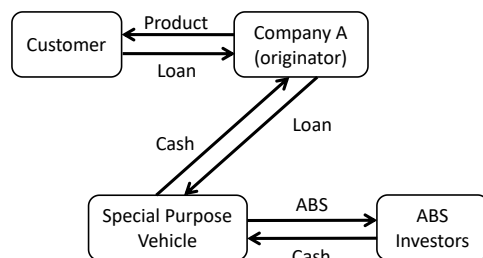 Product
Customer
Company A
(originator)
Loan
Cash
Loan
Special Purpose
Vehicle
ABS
ABS
Investors
Cash